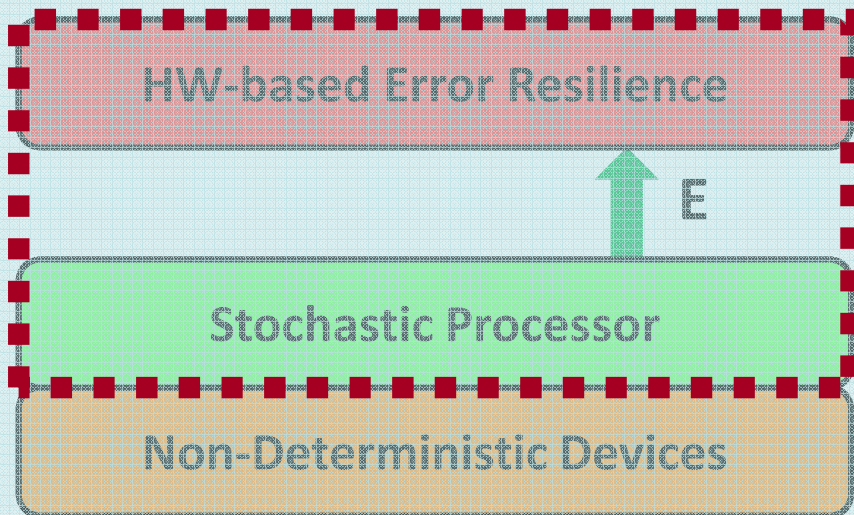 HW-based Error Resilience
E
Stochastic Processor
Non-Deterministic Devices